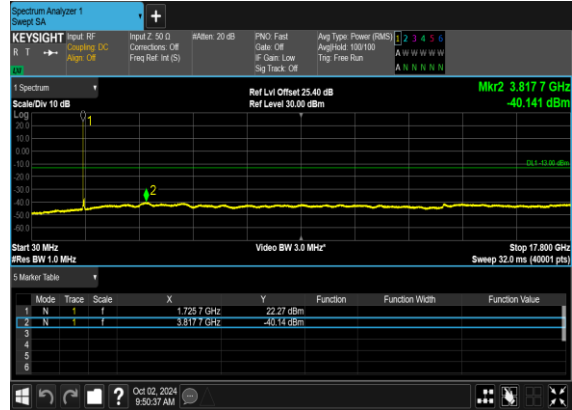 Spectrum Analyzer 1
Swept SA
+
KEYSIGHT Input: RF Input Z: 50 Ω #Atten: 20 dB PNO: Fast Avg Type: Power (RMS) 1 2 3 4 5 6
R T Coupling: DC Corrections: Off Gate: Off Avg|Hold: 100/100 A W W W W W
Align: Off Freq Ref: Int (S) IF Gain: Low Trig: Free Run
LW Sig Track: Off A N N N N N
1 Spectrum Ref Lvl Offset 25.40 dB Mkr2 3.817 7 GHz
Scale/Div 10 dB Ref Level 30.00 dBm -40.141 dBm
Log
20.0 1
10.0
0.00
-10.0 DL1 -13.00 dBm
-20.0
-30.0 2
-40.0
-50.0
-60.0
Start 30 MHz Video BW 3.0 MHz* Stop 17.800 GHz
#Res BW 1.0 MHz Sweep 32.0 ms (40001 pts)
5 Marker Table
Mode Trace Scale X Y Function Function Width Function Value
1 N 1 f 1.725 7 GHz 22.27 dBm
2 N 1 f 3.817 7 GHz -40.14 dBm
3
4
5
6
? Oct 02, 2024
9:50:37 AM